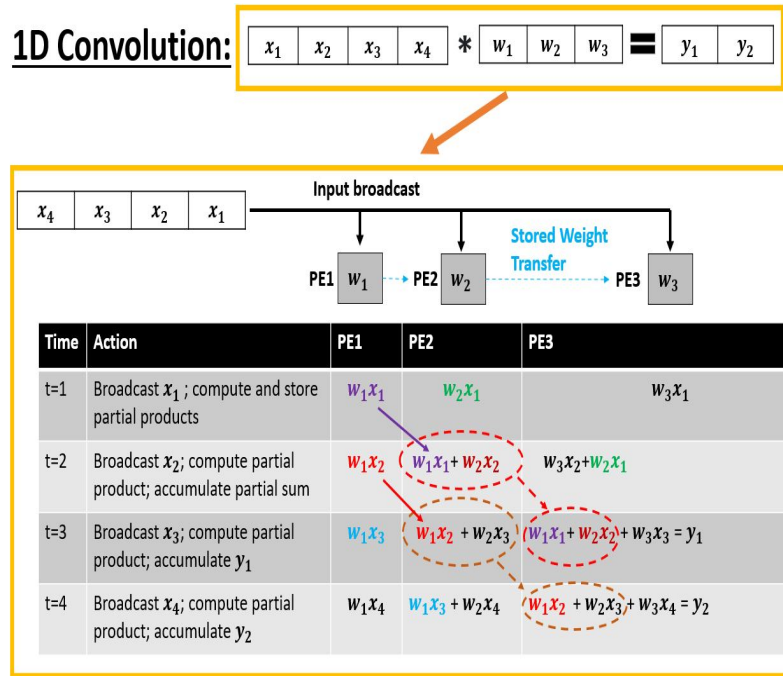 1D Convolution: x₁ x₂ x₃ x₄ * w₁ w₂ w₃ = y₁ y₂
Input broadcast
x₄ x₃ x₂ x₁
Stored Weight
Transfer
PE1 w₁ PE2 w₂ PE3 w₃
Time Action PE1 PE2 PE3
t=1 Broadcast x₁ ; compute and store w₁x₁ w₂x₁ w₃x₁
partial products
t=2 Broadcast x₂; compute partial w₁x₂ w₁x₁+ w₂x₂ w₃x₂+w₂x₁
product; accumulate partial sum
t=3 Broadcast x₃; compute partial w₁x₃ w₁x₂ + w₂x₃ w₁x₁+ w₂x₂ + w₃x₃ = y₁
product; accumulate y₁
t=4 Broadcast x₄; compute partial w₁x₄ w₁x₃ + w₂x₄ w₁x₂ + w₂x₃ + w₃x₄ = y₂
product; accumulate y₂